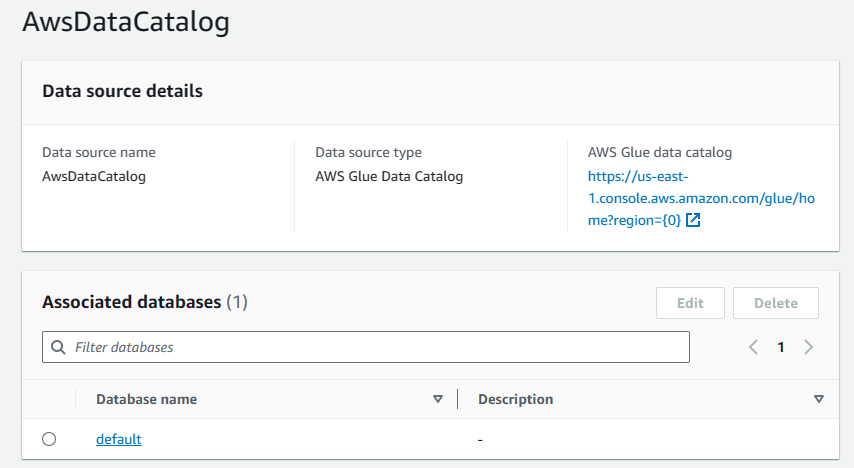 AwsDataCatalog
Data source details
Data source name
AwsDataCatalog
Data source type
AWS Glue Data Catalog
AWS Glue data catalog
https://us-east-
1.console.aws.amazon.com/glue/ho
me?region={0}
Associated databases (1)
Edit
Delete
Filter databases
1
Database name
Description
default
-